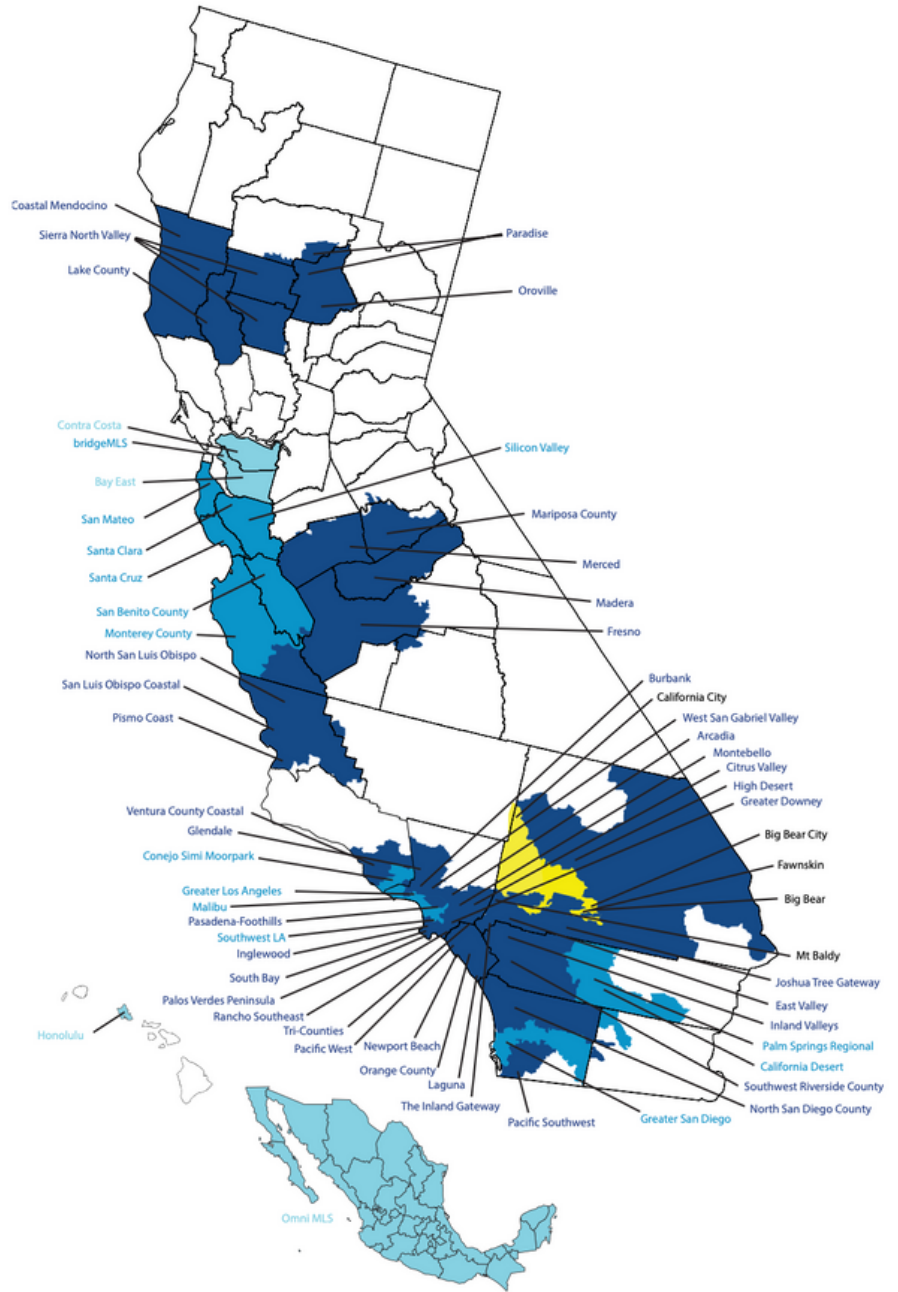 Coastal Mendocino
Sierra North Valley
Lake County
Paradise
Oroville
Contra Costa
bridgeMLS
Bay East
San Mateo
Santa Clara
Santa Cruz
San Benito County
Monterey County
North San Luis Obispo
San Luis Obispo Coastal
Pismo Coast
Silicon Valley
Mariposa County
Merced
Madera
Fresno
Burbank
California City
West San Gabriel Valley
Arcadia
Montebello
Citrus Valley
High Desert
Greater Downey
Big Bear City
Fawnskin
Big Bear
Mt Baldy
Joshua Tree Gateway
East Valley
Inland Valleys
Palm Springs Regional
California Desert
Southwest Riverside County
North San Diego County
Greater San Diego
Pacific Southwest
Ventura County Coastal
Glendale
Conejo Simi Moorpark
Greater Los Angeles
Malibu
Pasadena-Foothills
Southwest LA
Inglewood
South Bay
Palos Verdes Peninsula
Rancho Southeast
Tri-Counties
Pacific West
Newport Beach
Orange County
Laguna
The Inland Gateway
Honolulu
Omni MLS